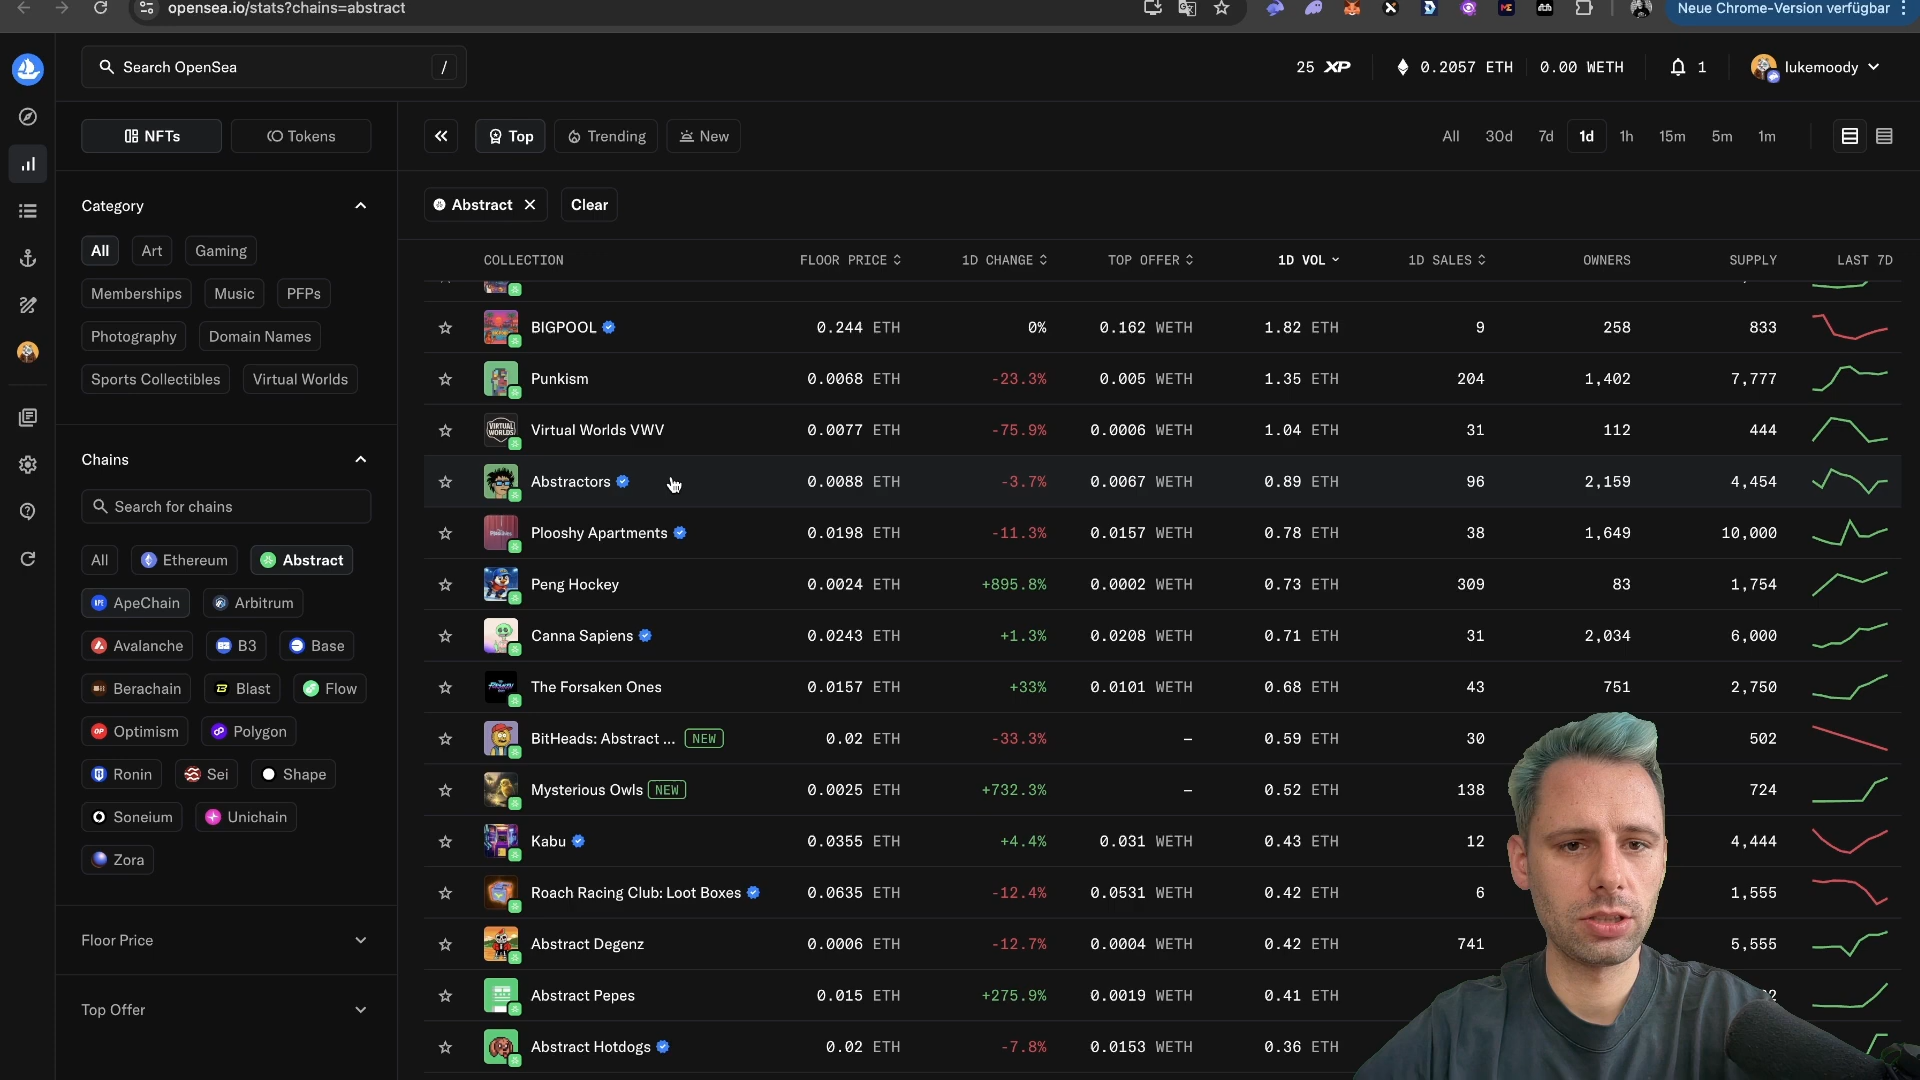 opensea.io/stats?chains=abstract
Neue Chrome-Version verfügbar
Search OpenSea /
25 XP 0.2057 ETH 0.00 WETH 1 lukemoody
NFTs Tokens
Top Trending New
All 30d 7d 1d 1h 15m 5m 1m
Category
All Art Gaming
Memberships Music PFPs
Photography Domain Names
Sports Collectibles Virtual Worlds
Chains
Search for chains
All Ethereum Abstract
ApeChain Arbitrum
Avalanche B3 Base
Berachain Blast Flow
Optimism Polygon
Ronin Sei Shape
Soneium Unichain
Zora
Floor Price
Top Offer
Abstract Clear
COLLECTION FLOOR PRICE 1D CHANGE TOP OFFER 1D VOL 1D SALES OWNERS SUPPLY LAST 7D
BIGPOOL 0.244 ETH 0% 0.162 WETH 1.82 ETH 9 258 833
Punkism 0.0068 ETH -23.3% 0.005 WETH 1.35 ETH 204 1,402 7,777
Virtual Worlds VWV 0.0077 ETH -75.9% 0.0006 WETH 1.04 ETH 31 112 444
Abstractors 0.0088 ETH -3.7% 0.0067 WETH 0.89 ETH 96 2,159 4,454
Plooshy Apartments 0.0198 ETH -11.3% 0.0157 WETH 0.78 ETH 38 1,649 10,000
Peng Hockey 0.0024 ETH +895.8% 0.0002 WETH 0.73 ETH 309 83 1,754
Canna Sapiens 0.0243 ETH +1.3% 0.0208 WETH 0.71 ETH 31 2,034 6,000
The Forsaken Ones 0.0157 ETH +33% 0.0101 WETH 0.68 ETH 43 751 2,750
BitHeads: Abstract ... NEW 0.02 ETH -33.3% – 0.59 ETH 30 502
Mysterious Owls NEW 0.0025 ETH +732.3% – 0.52 ETH 138 724
Kabu 0.0355 ETH +4.4% 0.031 WETH 0.43 ETH 12 4,444
Roach Racing Club: Loot Boxes 0.0635 ETH -12.4% 0.0531 WETH 0.42 ETH 6 1,555
Abstract Degenz 0.0006 ETH -12.7% 0.0004 WETH 0.42 ETH 741 5,555
Abstract Pepes 0.015 ETH +275.9% 0.0019 WETH 0.41 ETH
Abstract Hotdogs 0.02 ETH -7.8% 0.0153 WETH 0.36 ETH